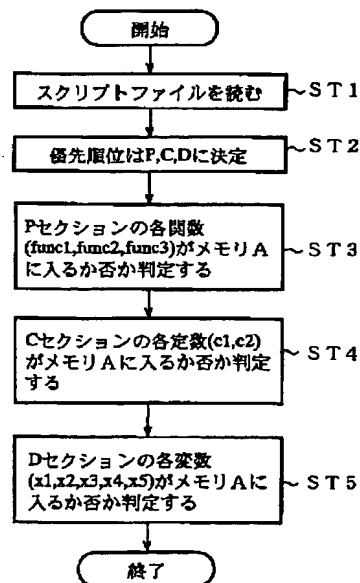 開始
スクリプトファイルを読む
~ST1
優先順位はP,C,Dに決定
~ST2
Pセクションの各関数
(func1,func2,func3)がメモリA
に入るか否か判定する
~ST3
Cセクションの各定数(c1,c2)
がメモリAに入るか否か判定
する
~ST4
Dセクションの各変数
(x1,x2,x3,x4,x5)がメモリAに
入るか否か判定する
~ST5
終了